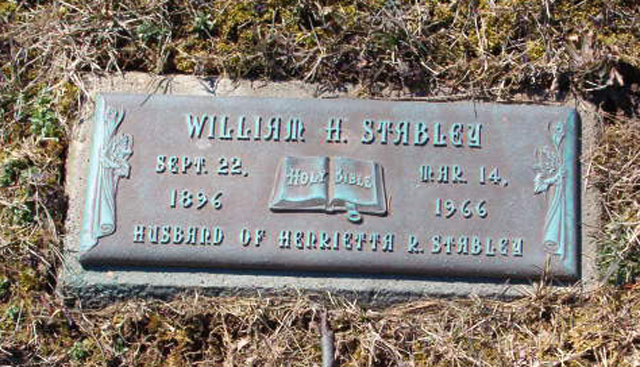 WILLIAM H. STABLEY
SEPT. 22,
1896
HOLY BIBLE
MAR. 14,
1966
HUSBAND OF HENRIETTA R. STABLEY